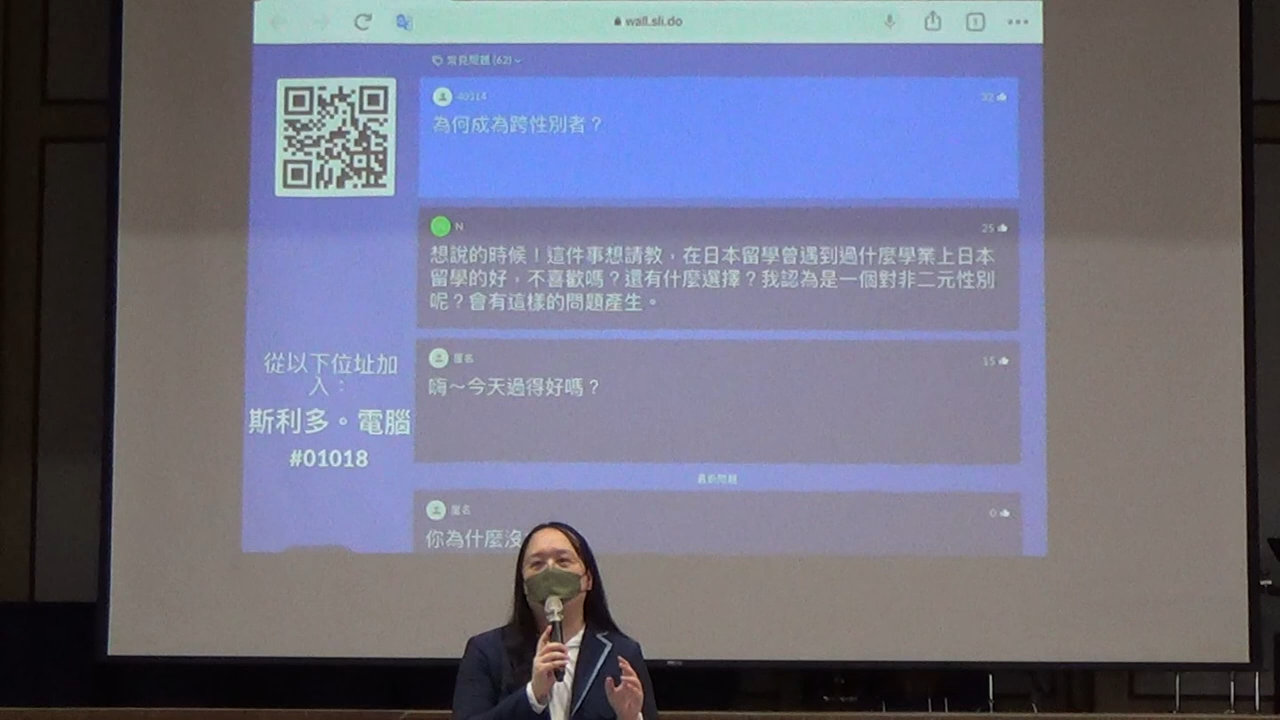 wall.sli.do
常見問題 (62)
40114
32
為何成為跨性別者？
N
25
想說的時候！這件事想請教，在日本留學曾遇到過什麼學業上日本
留學的好，不喜歡嗎？還有什麼選擇？我認為是一個對非二元性別
呢？會有這樣的問題產生。
匿名
15
嗨～今天過得好嗎？
從以下位址加
入：
斯利多。電腦
#01018
最新問題
匿名
0
你為什麼沒